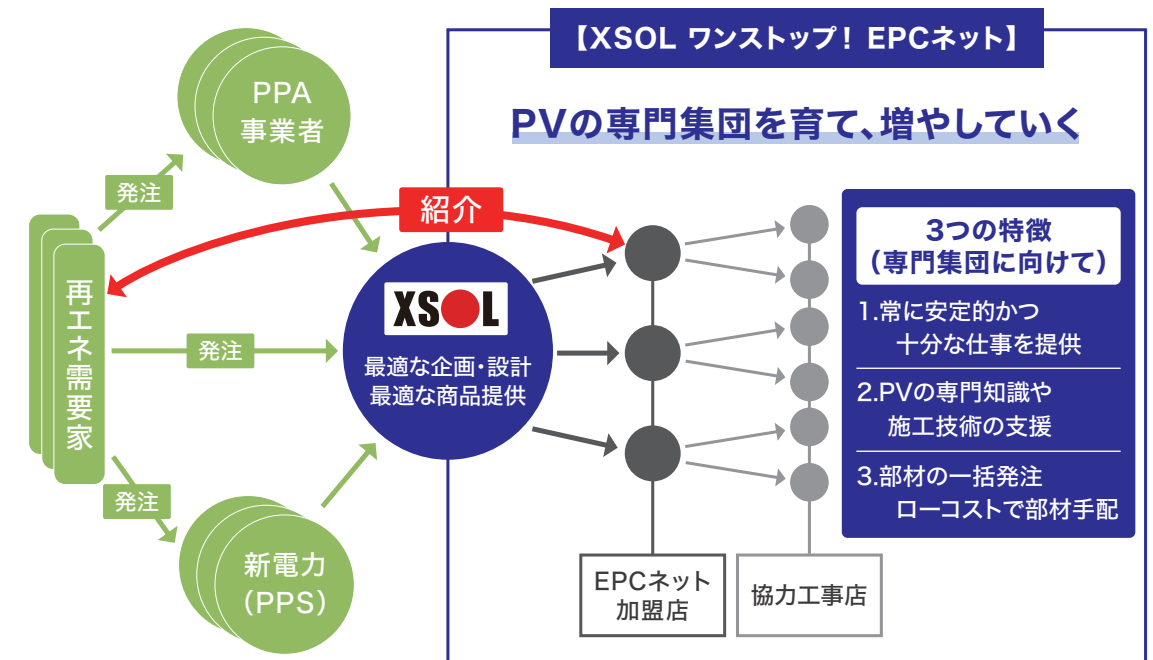 【XSOL ワンストップ！ EPCネット】
PVの専門集団を育て、増やしていく
PPA
事業者
発注
紹介
再エネ需要家
発注
XSOL
最適な企画・設計
最適な商品提供
発注
新電力
（PPS）
EPCネット
加盟店
協力工事店
3つの特徴
（専門集団に向けて）
1.常に安定的かつ
十分な仕事を提供
2.PVの専門知識や
施工技術の支援
3.部材の一括発注
ローコストで部材手配